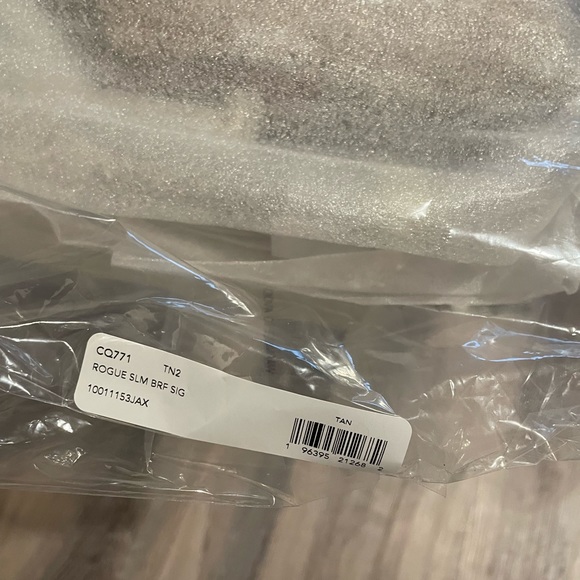 CQ771 TN2
ROGUE SLM BRF SIG
10011153JAX
TAN
1 96395 21268 2